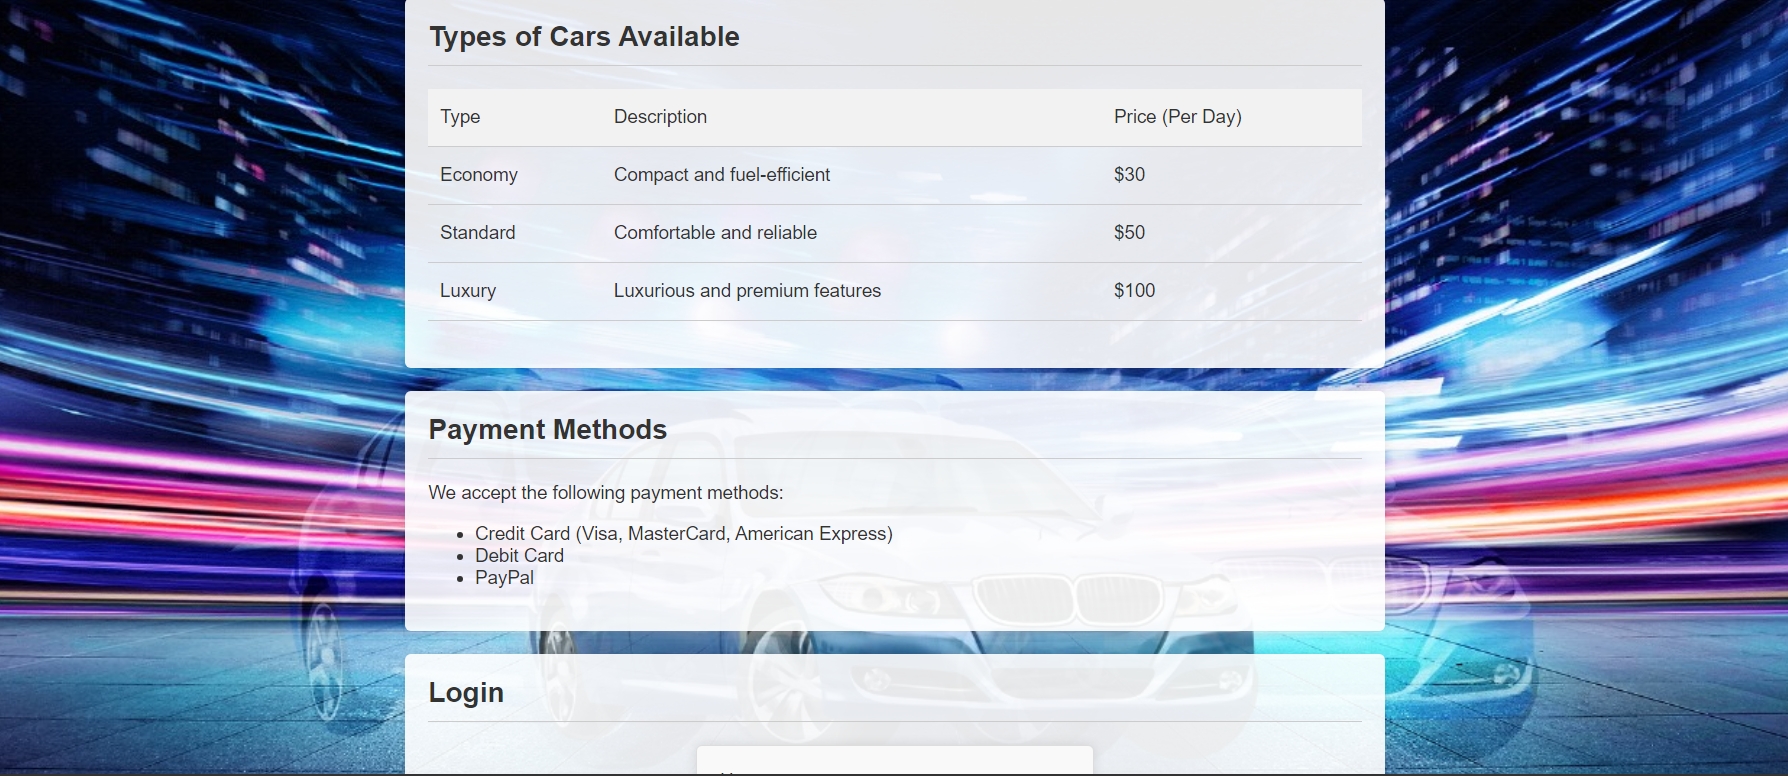 Types of Cars Available
Type Description Price (Per Day)
Economy Compact and fuel-efficient $30
Standard Comfortable and reliable $50
Luxury Luxurious and premium features $100
Payment Methods
We accept the following payment methods:
Credit Card (Visa, MasterCard, American Express)
Debit Card
PayPal
Login